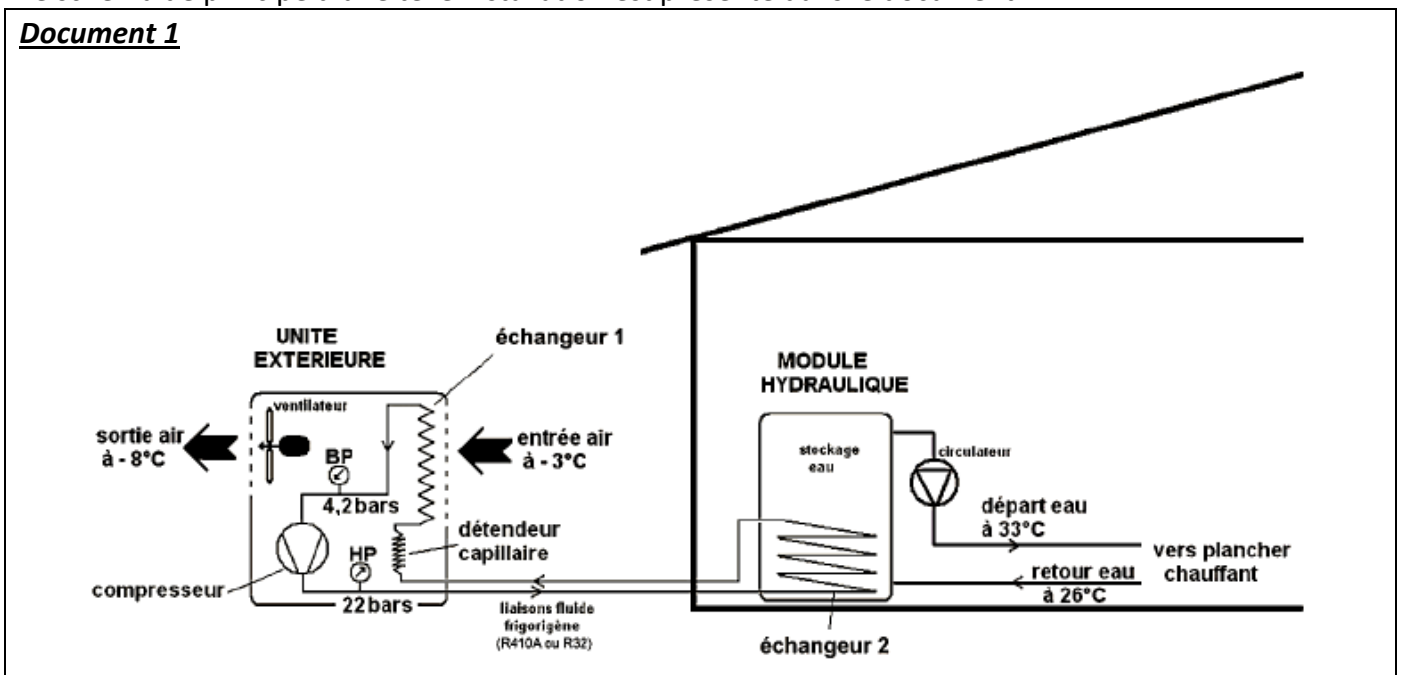 Document 1
UNITE
EXTERIEURE
échangeur 1
MODULE
HYDRAULIQUE
ventilateur
sortie air
à - 8°C
entrée air
à - 3°C
BP
4,2bars
stockage
eau
circulateur
départ eau
à 33°C
détendeur
capillaire
HP
compresseur
22bars
vers plancher
chauffant
retour eau
à 26°C
liaisons fluide
frigorigène
(R410A ou R32)
échangeur 2